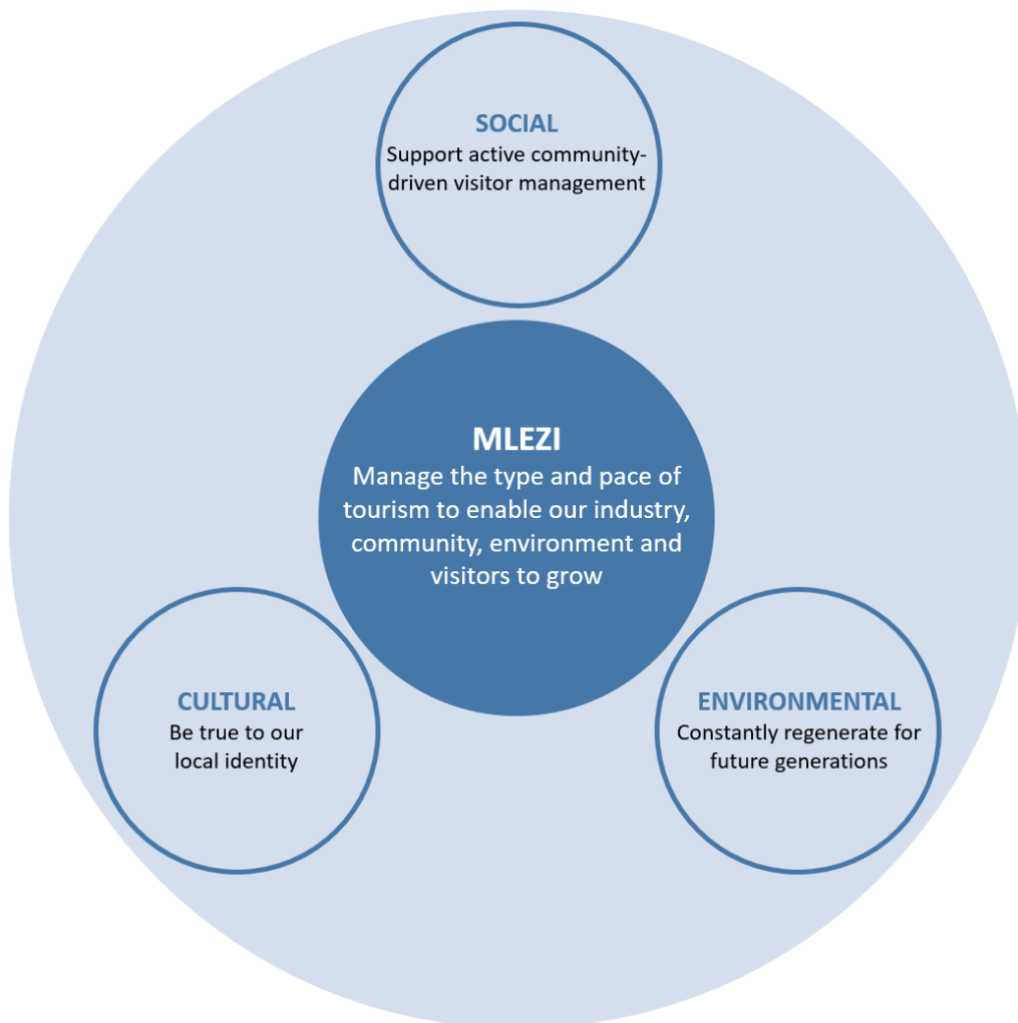 SOCIAL
Support active community-
driven visitor management
MLEZI
Manage the type and pace of
tourism to enable our industry,
community, environment and
visitors to grow
CULTURAL
Be true to our
local identity
ENVIRONMENTAL
Constantly regenerate for
future generations